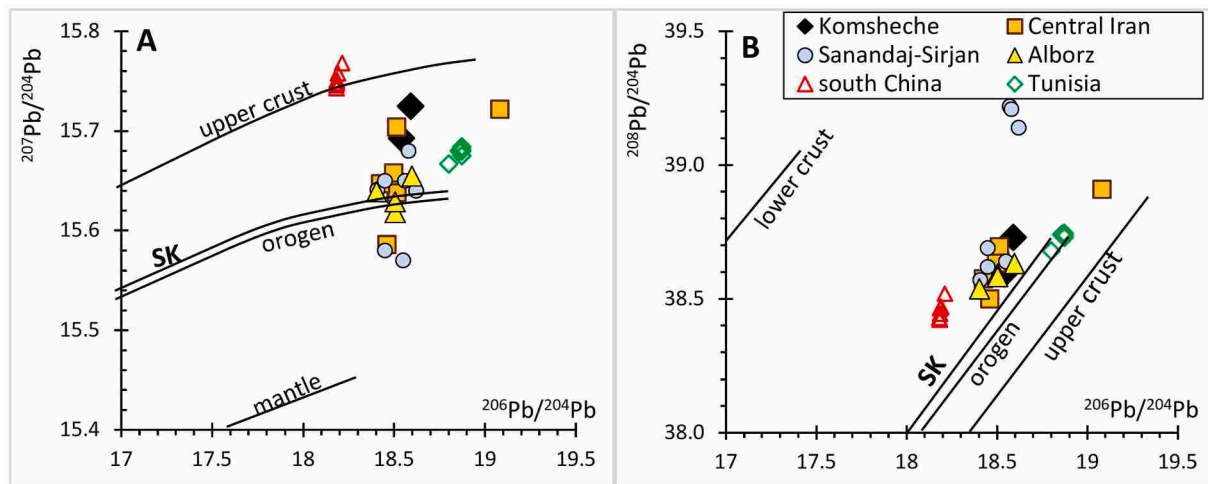 A
15.8
15.7
15.6
15.5
15.4
²⁰⁷Pb/²⁰⁴Pb
upper crust
SK
orogen
mantle
²⁰⁶Pb/²⁰⁴Pb
17 17.5 18 18.5 19 19.5
B
Komsheche Central Iran
Sanandaj-Sirjan Alborz
south China Tunisia
39.5
39.0
38.5
38.0
²⁰⁸Pb/²⁰⁴Pb
lower crust
SK
orogen
upper crust
²⁰⁶Pb/²⁰⁴Pb
17 17.5 18 18.5 19 19.5